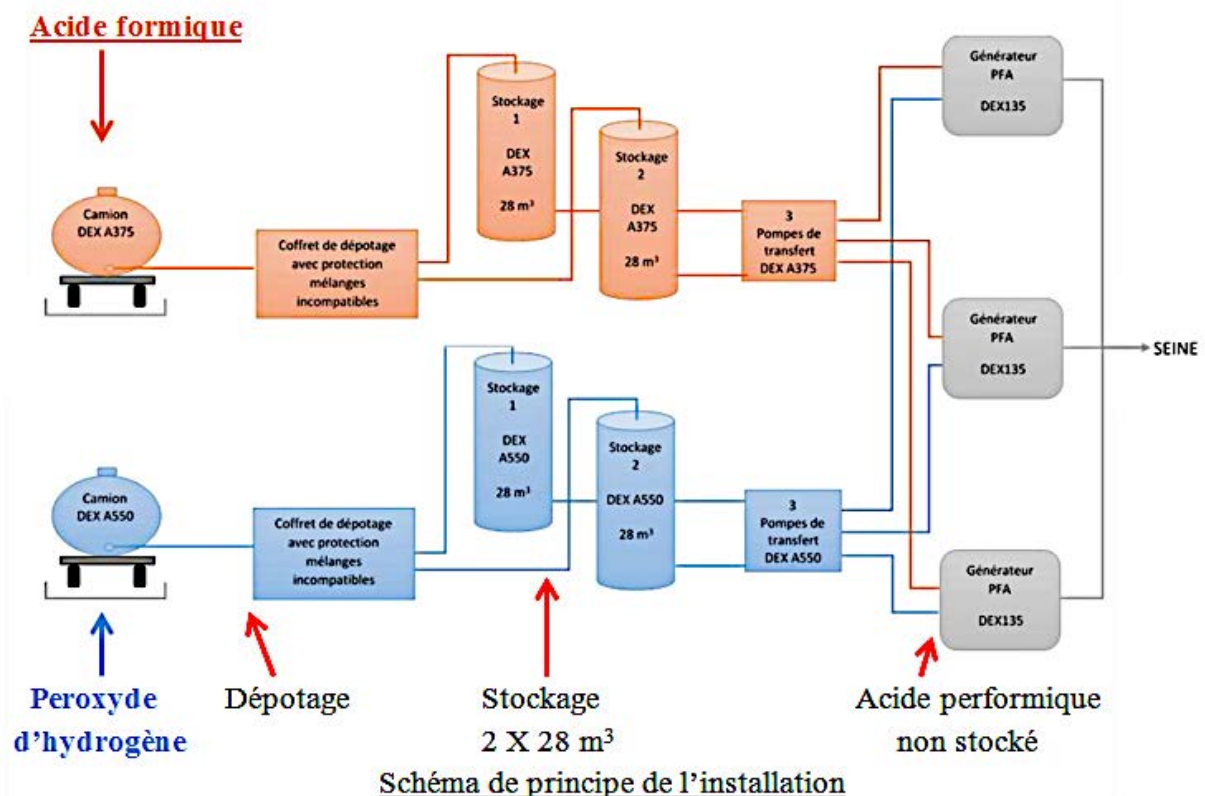 Acide formique
Camion
DEX A375
Coffret de dépotage
avec protection
mélanges
incompatibles
Stockage
1
DEX
A375
28 m³
Stockage
2
DEX
A375
28 m³
3
Pompes de
transfert
DEX A375
Générateur
PFA
DEX135
Générateur
PFA
DEX135
SEINE
Camion
DEX A550
Coffret de dépotage
avec protection
mélanges
incompatibles
Stockage
1
DEX
A550
28 m³
Stockage
2
DEX A550
28 m³
3
Pompes de
transfert
DEX A550
Générateur
PFA
DEX135
Peroxyde
d’hydrogène
Dépotage
Stockage
2 X 28 m³
Acide performique
non stocké
Schéma de principe de l’installation